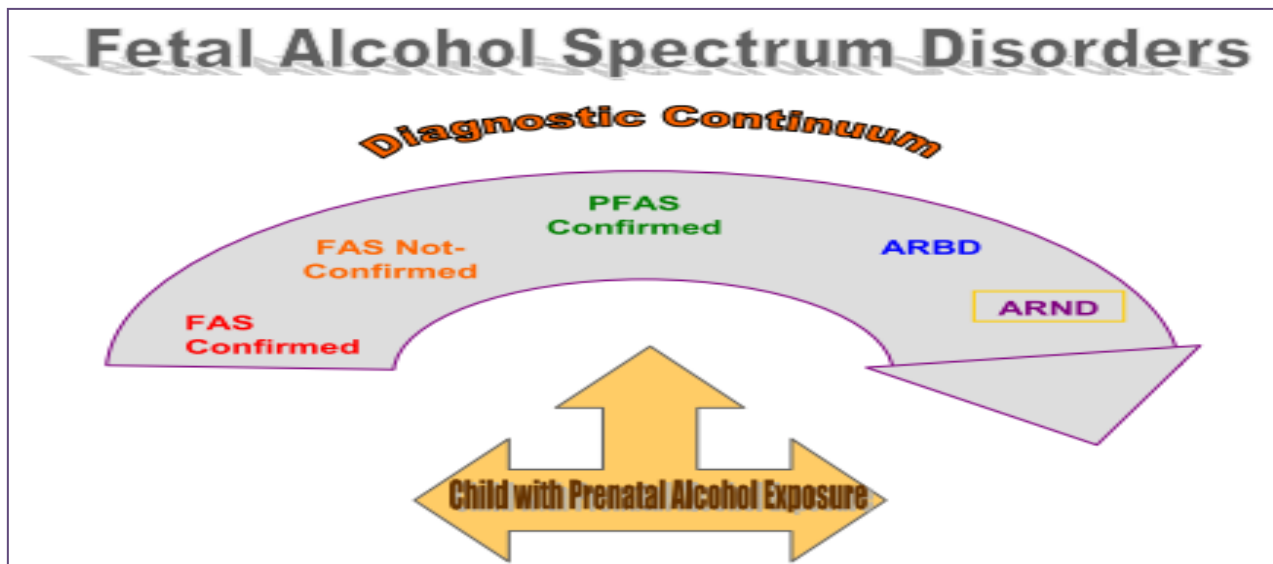 Fetal Alcohol Spectrum Disorders
Diagnostic Continuum
FAS
Confirmed
FAS Not-
Confirmed
PFAS
Confirmed
ARBD
ARND
Child with Prenatal Alcohol Exposure